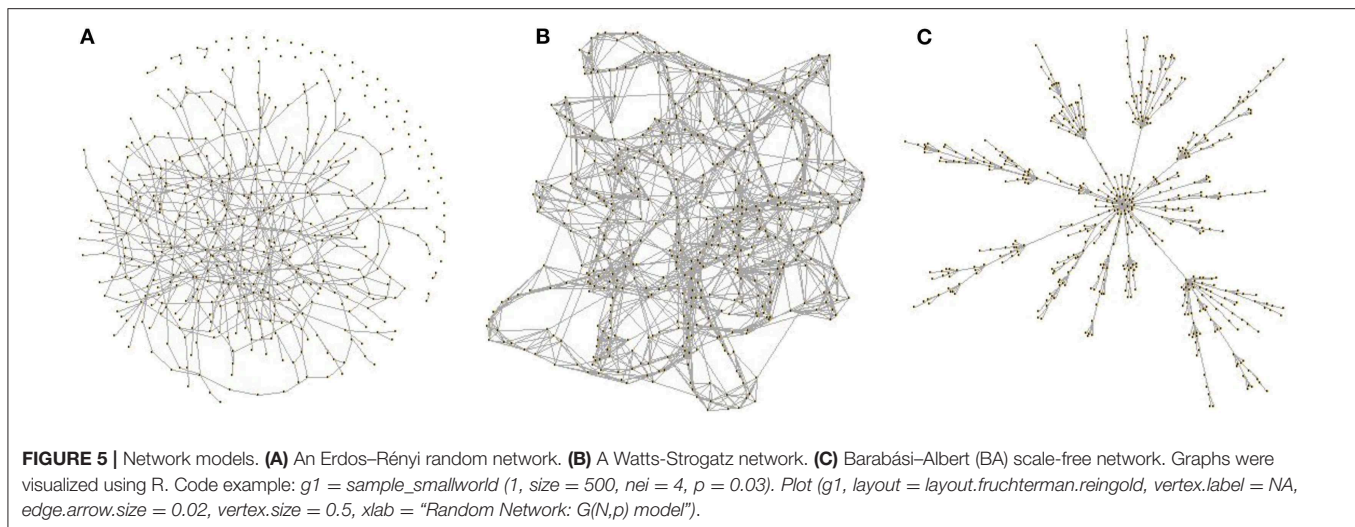 A
B
C
FIGURE 5 | Network models. (A) An Erdos–Rényi random network. (B) A Watts-Strogatz network. (C) Barabási–Albert (BA) scale-free network. Graphs were
visualized using R. Code example: g1 = sample_smallworld (1, size = 500, nei = 4, p = 0.03). Plot (g1, layout = layout.fruchterman.reingold, vertex.label = NA,
edge.arrow.size = 0.02, vertex.size = 0.5, xlab = “Random Network: G(N,p) model”).